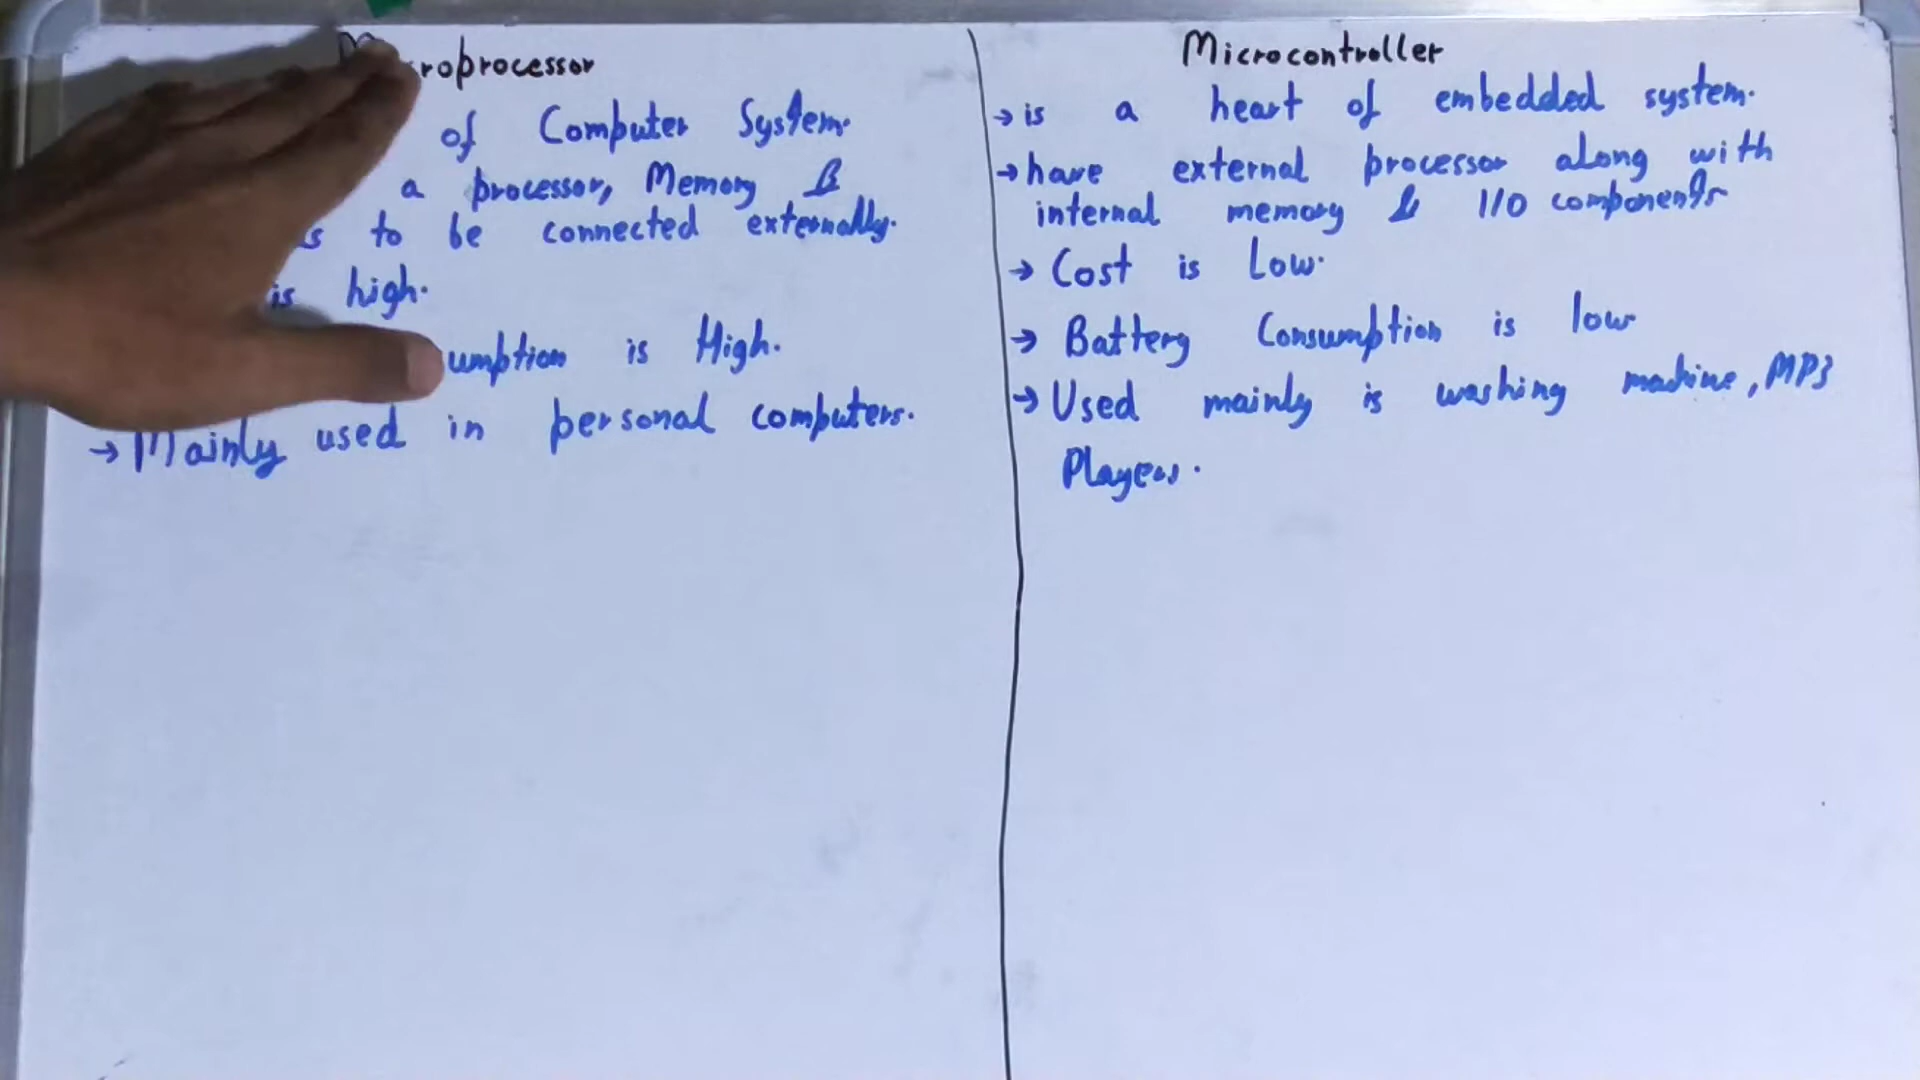 Microprocessor
of Computer System.
a processor, Memory &
to be connected externally.
is high.
umption is High.
→ Mainly used in personal computers.
Microcontroller
→ is a heart of embedded system.
→ have external processor along with
internal memory & I/O components
→ Cost is Low.
→ Battery Consumption is low
→ Used mainly is washing machine, MP3
Players.